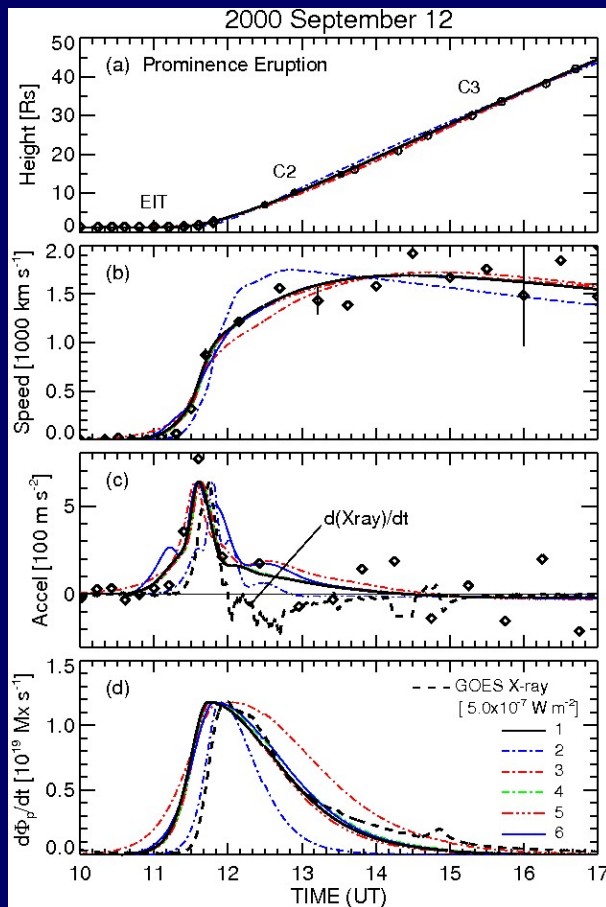 2000 September 12
(a) Prominence Eruption
Height [Rs]
50
40
30
20
10
0
EIT
C2
C3
(b)
Speed [1000 km s⁻¹]
2.0
1.5
1.0
0.5
0.0
(c)
Accel [100 m s⁻²]
5
0
d(Xray)/dt
(d)
dΦp/dt [10¹⁹ Mx s⁻¹]
1.5
1.0
0.5
0.0
GOES X-ray
[ 5.0x10⁻⁷ W m⁻²]
1
2
3
4
5
6
10 11 12 13 14 15 16 17
TIME (UT)